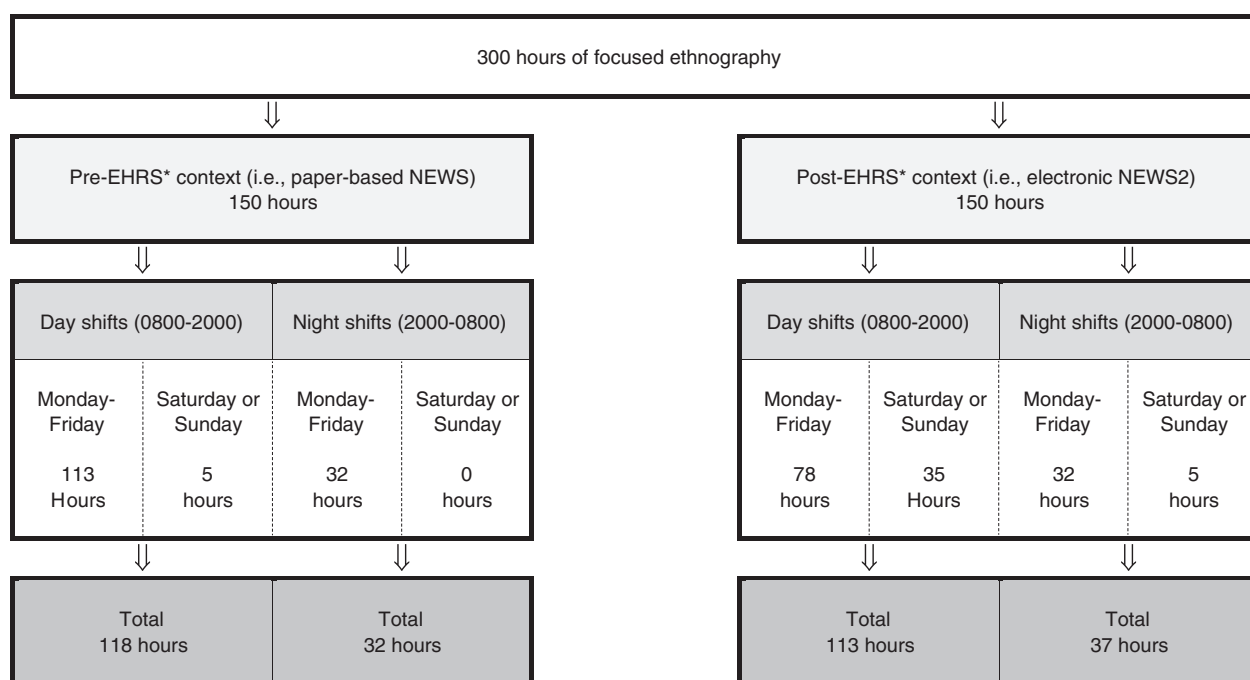 300 hours of focused ethnography
Pre-EHRS* context (i.e., paper-based NEWS)
150 hours
Day shifts (0800-2000)
Night shifts (2000-0800)
Monday-
Friday
113
Hours
Saturday or
Sunday
5
hours
Monday-
Friday
32
hours
Saturday or
Sunday
0
hours
Total
118 hours
Total
32 hours
Post-EHRS* context (i.e., electronic NEWS2)
150 hours
Day shifts (0800-2000)
Night shifts (2000-0800)
Monday-
Friday
78
hours
Saturday or
Sunday
35
Hours
Monday-
Friday
32
hours
Saturday or
Sunday
5
hours
Total
113 hours
Total
37 hours